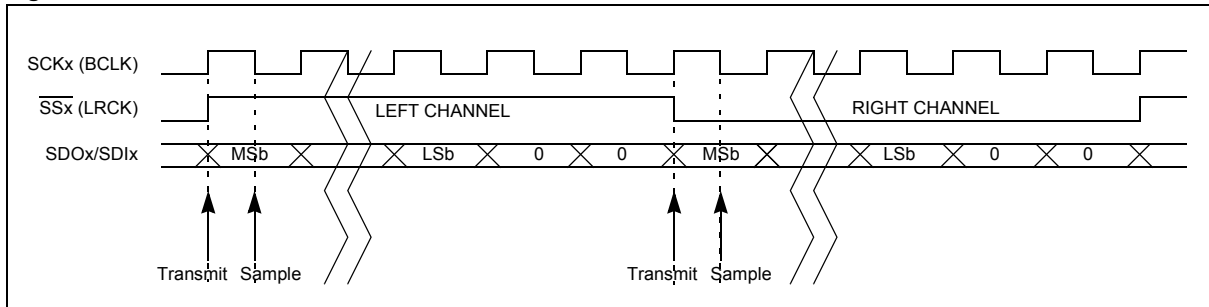 SCKx (BCLK)
SSx (LRCK)
LEFT CHANNEL
RIGHT CHANNEL
SDOx/SDIx
MSb
LSb
0
0
MSb
LSb
0
0
Transmit Sample
Transmit Sample